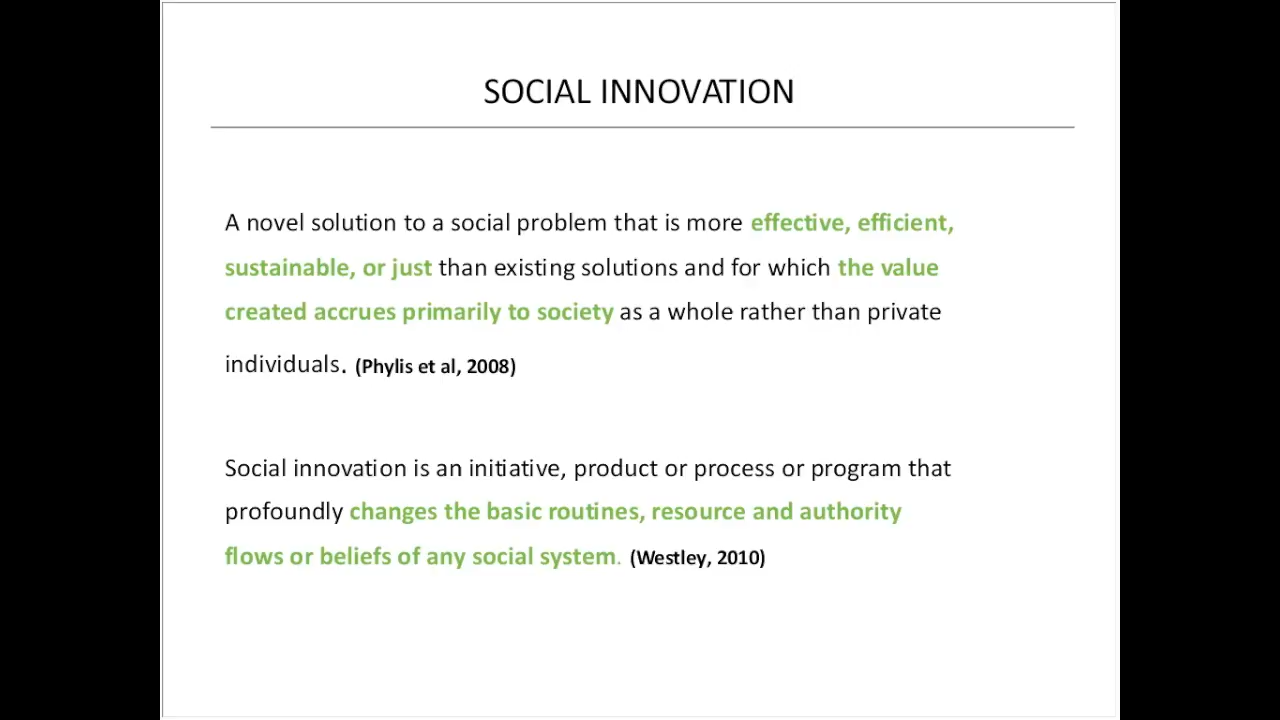 SOCIAL INNOVATION
A novel solution to a social problem that is more effective, efficient,
sustainable, or just than existing solutions and for which the value
created accrues primarily to society as a whole rather than private
individuals. (Phylis et al, 2008)
Social innovation is an initiative, product or process or program that
profoundly changes the basic routines, resource and authority
flows or beliefs of any social system. (Westley, 2010)